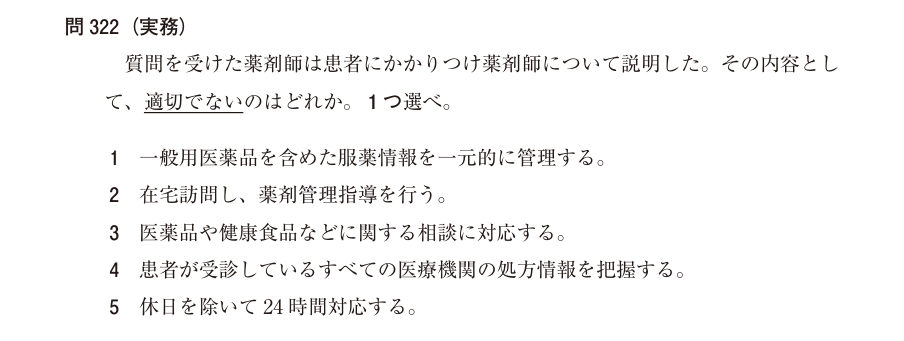 問 322（実務）
質問を受けた薬剤師は患者にかかりつけ薬剤師について説明した。その内容とし
て、適切でないのはどれか。1つ選べ。
1 一般用医薬品を含めた服薬情報を一元的に管理する。
2 在宅訪問し、薬剤管理指導を行う。
3 医薬品や健康食品などに関する相談に対応する。
4 患者が受診しているすべての医療機関の処方情報を把握する。
5 休日を除いて 24 時間対応する。